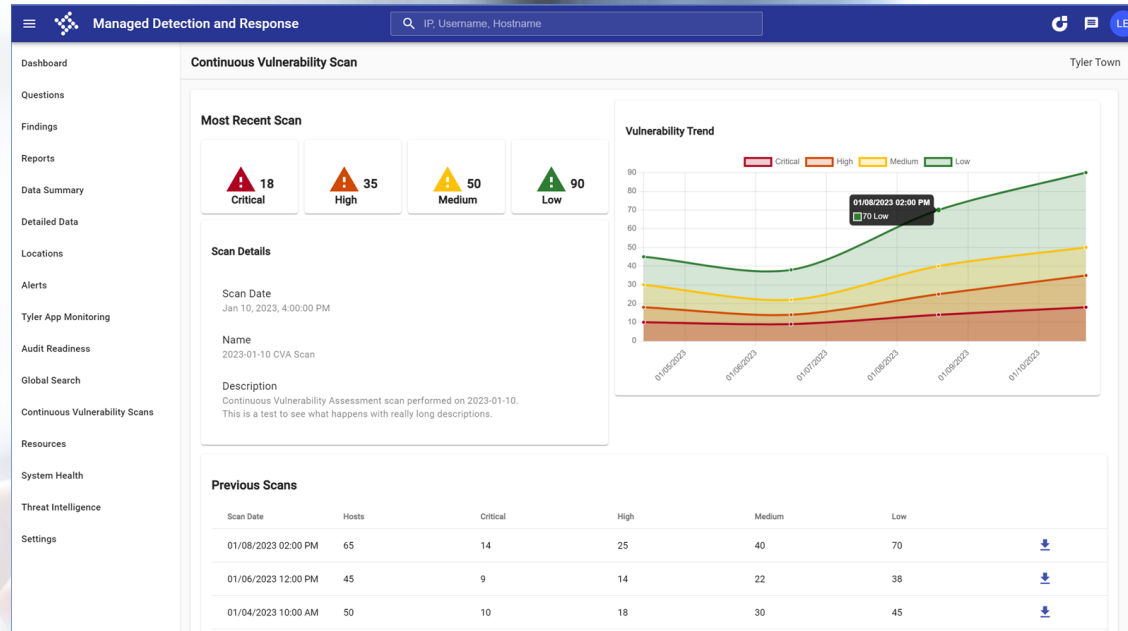 Managed Detection and Response
IP, Username, Hostname
LE
Dashboard
Questions
Findings
Reports
Data Summary
Detailed Data
Locations
Alerts
Tyler App Monitoring
Audit Readiness
Global Search
Continuous Vulnerability Scans
Resources
System Health
Threat Intelligence
Settings
Continuous Vulnerability Scan
Tyler Town
Most Recent Scan
18
Critical
35
High
50
Medium
90
Low
Scan Details
Scan Date
Jan 10, 2023, 4:00:00 PM
Name
2023-01-10 CVA Scan
Description
Continuous Vulnerability Assessment scan performed on 2023-01-10.
This is a test to see what happens with really long descriptions.
Vulnerability Trend
Critical High Medium Low
90
80
70
60
50
40
30
20
10
0
01/08/2023 02:00 PM
70 Low
01/05/2023 01/06/2023 01/07/2023 01/08/2023 01/09/2023 01/10/2023
Previous Scans
Scan Date Hosts Critical High Medium Low
01/08/2023 02:00 PM 65 14 25 40 70
01/06/2023 12:00 PM 45 9 14 22 38
01/04/2023 10:00 AM 50 10 18 30 45